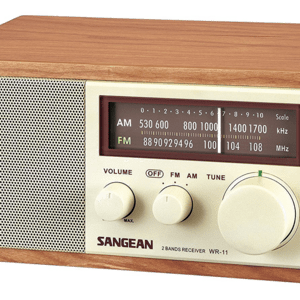 0 · 1 · 2 · 3 · 4 · 5 · 6 · 7 · 8 · 9 · 10 Scale
AM 530 600 800 1000 1400 1700 kHz
FM 88 90 92 94 96 100 104 108 MHz
VOLUME OFF FM AM TUNE
MAX.
SANGEAN 2 BANDS RECEIVER WR-11